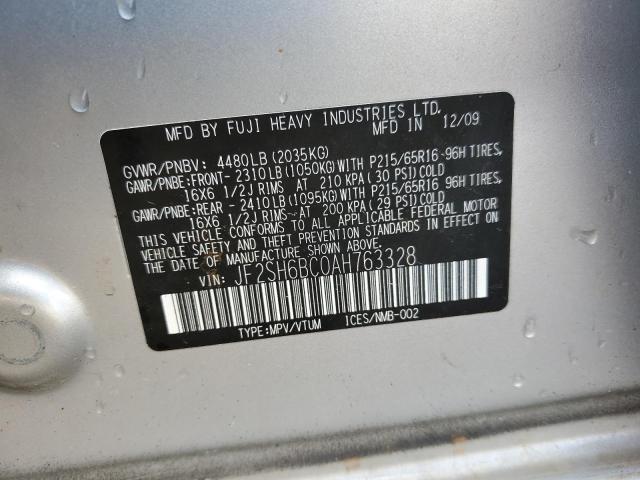 MFD BY FUJI HEAVY INDUSTRIES LTD.
MFD IN 12/09
GVWR/PNBV: 4480LB(2035KG)
GAWR/PNBE:FRONT- 2310LB(1050KG)WITH P215/65R16 96H TIRES,
16X6 1/2J RIMS AT 210 KPA(30 PSI)COLD
GAWR/PNBE:REAR - 2410LB(1095KG)WITH P215/65R16 96H TIRES,
16X6 1/2J RIMS AT 200 KPA(29 PSI)COLD
THIS VEHICLE CONFORMS TO ALL APPLICABLE FEDERAL MOTOR
VEHICLE SAFETY AND THEFT PREVENTION STANDARDS IN EFFECT ON
THE DATE OF MANUFACTURE SHOWN ABOVE.
VIN: JF2SH6BC0AH763328
TYPE:MPV/VTUM ICES/NMB-002